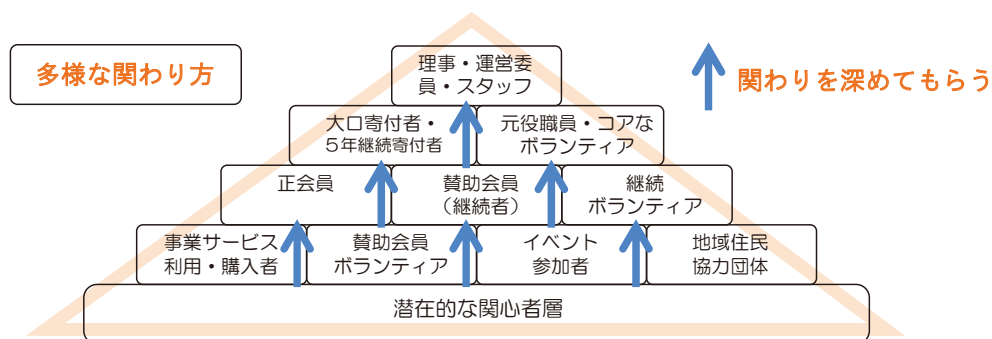 多様な関わり方
関わりを深めてもらう
理事・運営委
員・スタッフ
大口寄付者・
５年継続寄付者
元役職員・コアな
ボランティア
正会員
賛助会員
（継続者）
継続
ボランティア
事業サービス
利用・購入者
賛助会員
ボランティア
イベント
参加者
地域住民
協力団体
潜在的な関心者層